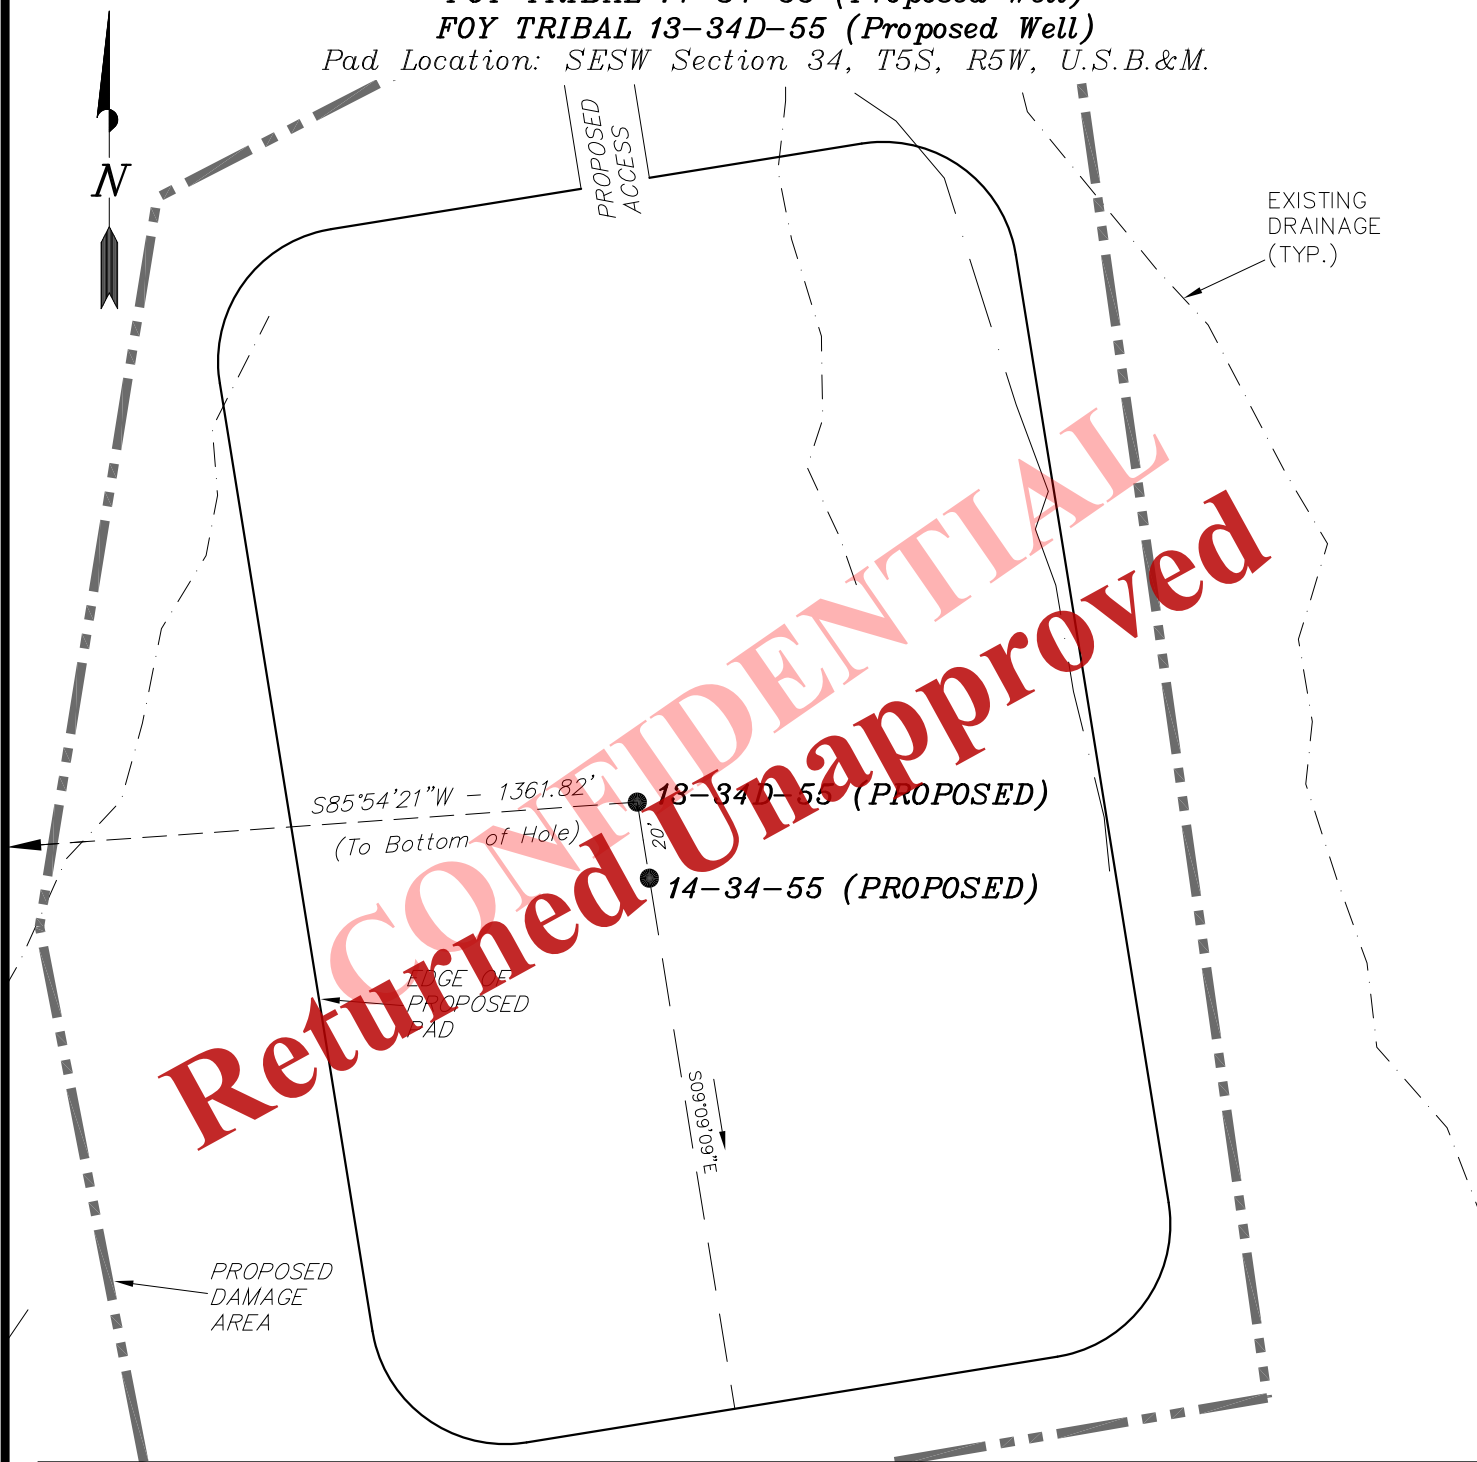 FOY TRIBAL 13-34D-55 (Proposed Well)
Pad Location: SESW Section 34, T5S, R5W, U.S.B.&M.
N
PROPOSED
ACCESS
EXISTING
DRAINAGE
(TYP.)
CONFIDENTIAL
Returned Unapproved
S85°54'21"W - 1361.82'
(To Bottom of Hole)
13-34D-55 (PROPOSED)
20'
14-34-55 (PROPOSED)
EDGE OF
PROPOSED
PAD
S09°09'09"E
PROPOSED
DAMAGE
AREA